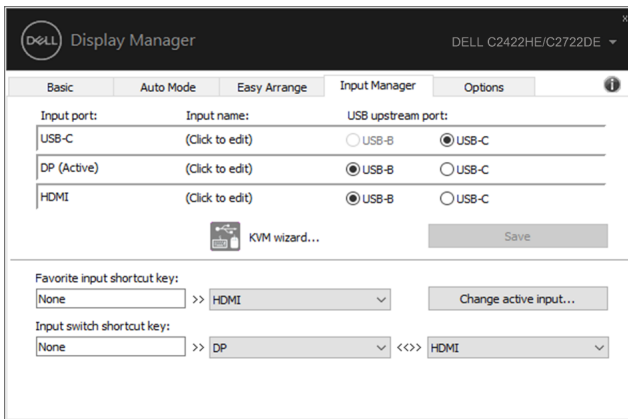 x
DELL Display Manager DELL C2422HE/C2722DE
Basic Auto Mode Easy Arrange Input Manager Options i
Input port: Input name: USB upstream port:
USB-C (Click to edit) USB-B USB-C
DP (Active) (Click to edit) USB-B USB-C
HDMI (Click to edit) USB-B USB-C
KVM wizard... Save
Favorite input shortcut key:
None >> HDMI Change active input...
Input switch shortcut key:
None >> DP <<>> HDMI